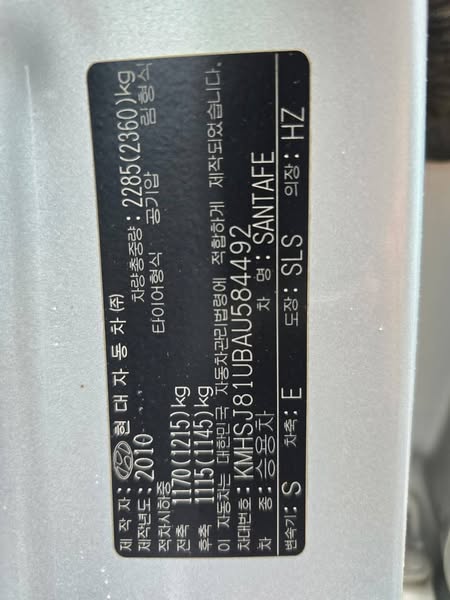 제 작 자: 현 대 자 동 차 (주)
제작년도: 2010 차량총중량: 2285(2360)kg
적차시하중 타이어형식 공기압 림형식
전축 1170(1215)kg
후축 1115(1145)kg
이 자동차는 대한민국 자동차관리법령에 적합하게 제작되었습니다.
차대번호: KMHSJ81UBAU584492
차 종: 승용차 차 명: SANTAFE
변속기: S 차축: E 도장: SLS 의장: HZ